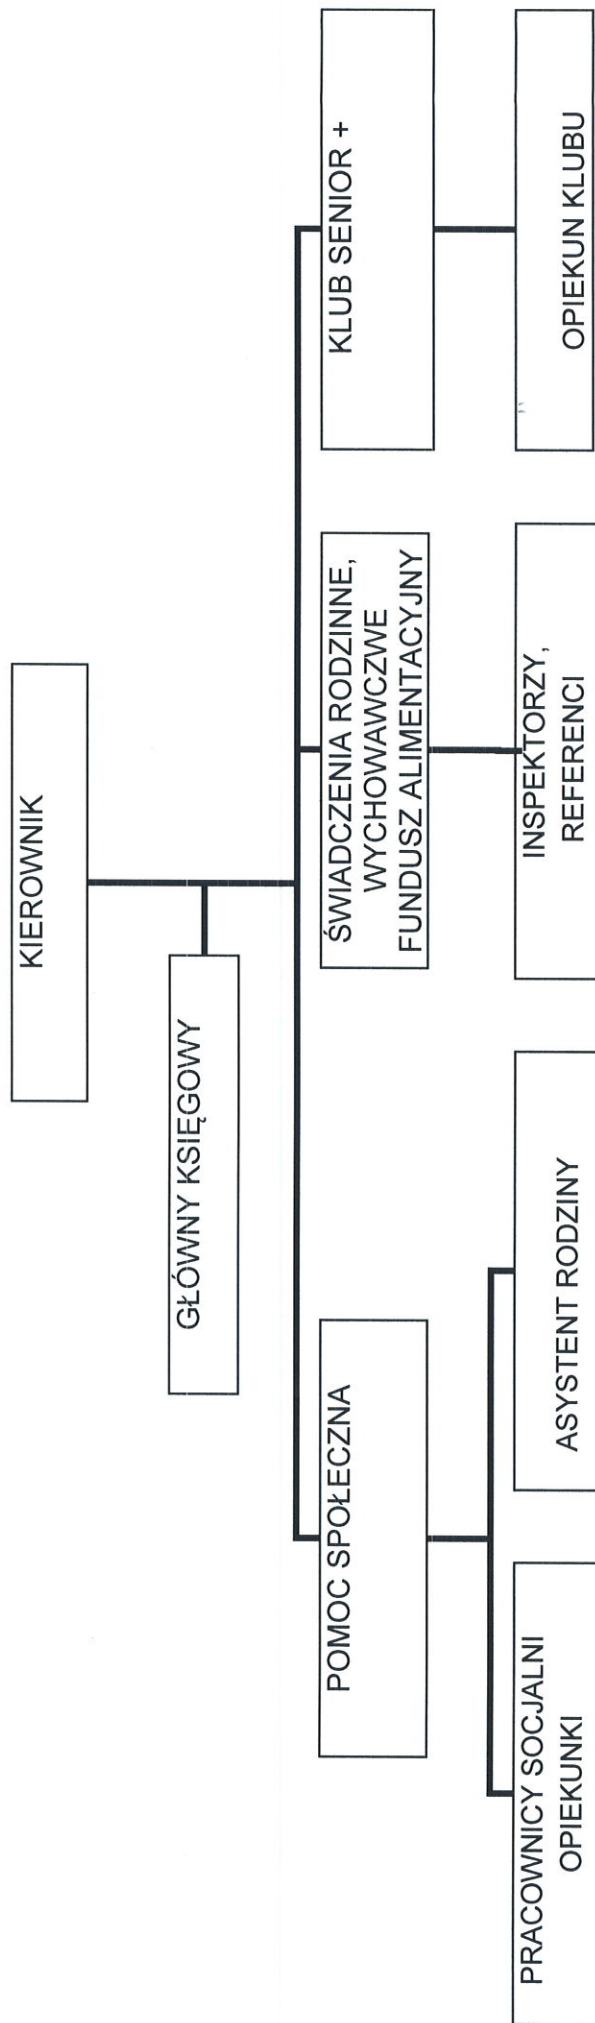 KIEROWNIK
GŁÓWNY KSIĘGOWY
POMOC SPOŁECZNA
ŚWIADCZENIA RODZINNE,
WYCHOWAWCZWE
FUNDUSZ ALIMENTACYJNY
KLUB SENIOR +
PRACOWNICY SOCJALNI
OPIEKUNKI
ASYSTENT RODZINY
INSPEKTORZY,
REFERENCI
OPIEKUN KLUBU